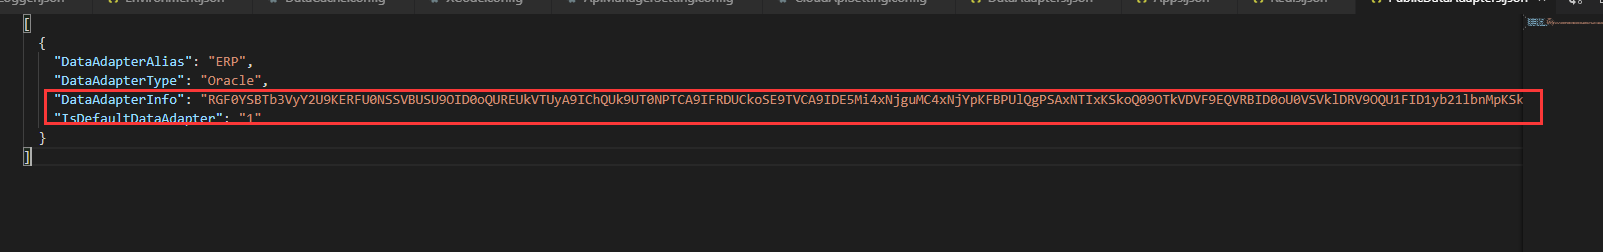 [
{
"DataAdapterAlias": "ERP",
"DataAdapterType": "Oracle",
"DataAdapterInfo": "RGF0YSBTb3VyY2U9KERFU0NSSVBUSU9OID0oQUREUkVTUyA9IChQUk9UT0NPTCA9IFRDUCkoSE9TVCA9IDE5Mi4xNjguMC4xNjYpKFBPUlQgPSAxNTIxKSkoQ09OTkVDVF9EQVRBID0oU0VSVklDRV9OQU1FID1yb21lbnMpKSk
"IsDefaultDataAdapter": "1"
}
]